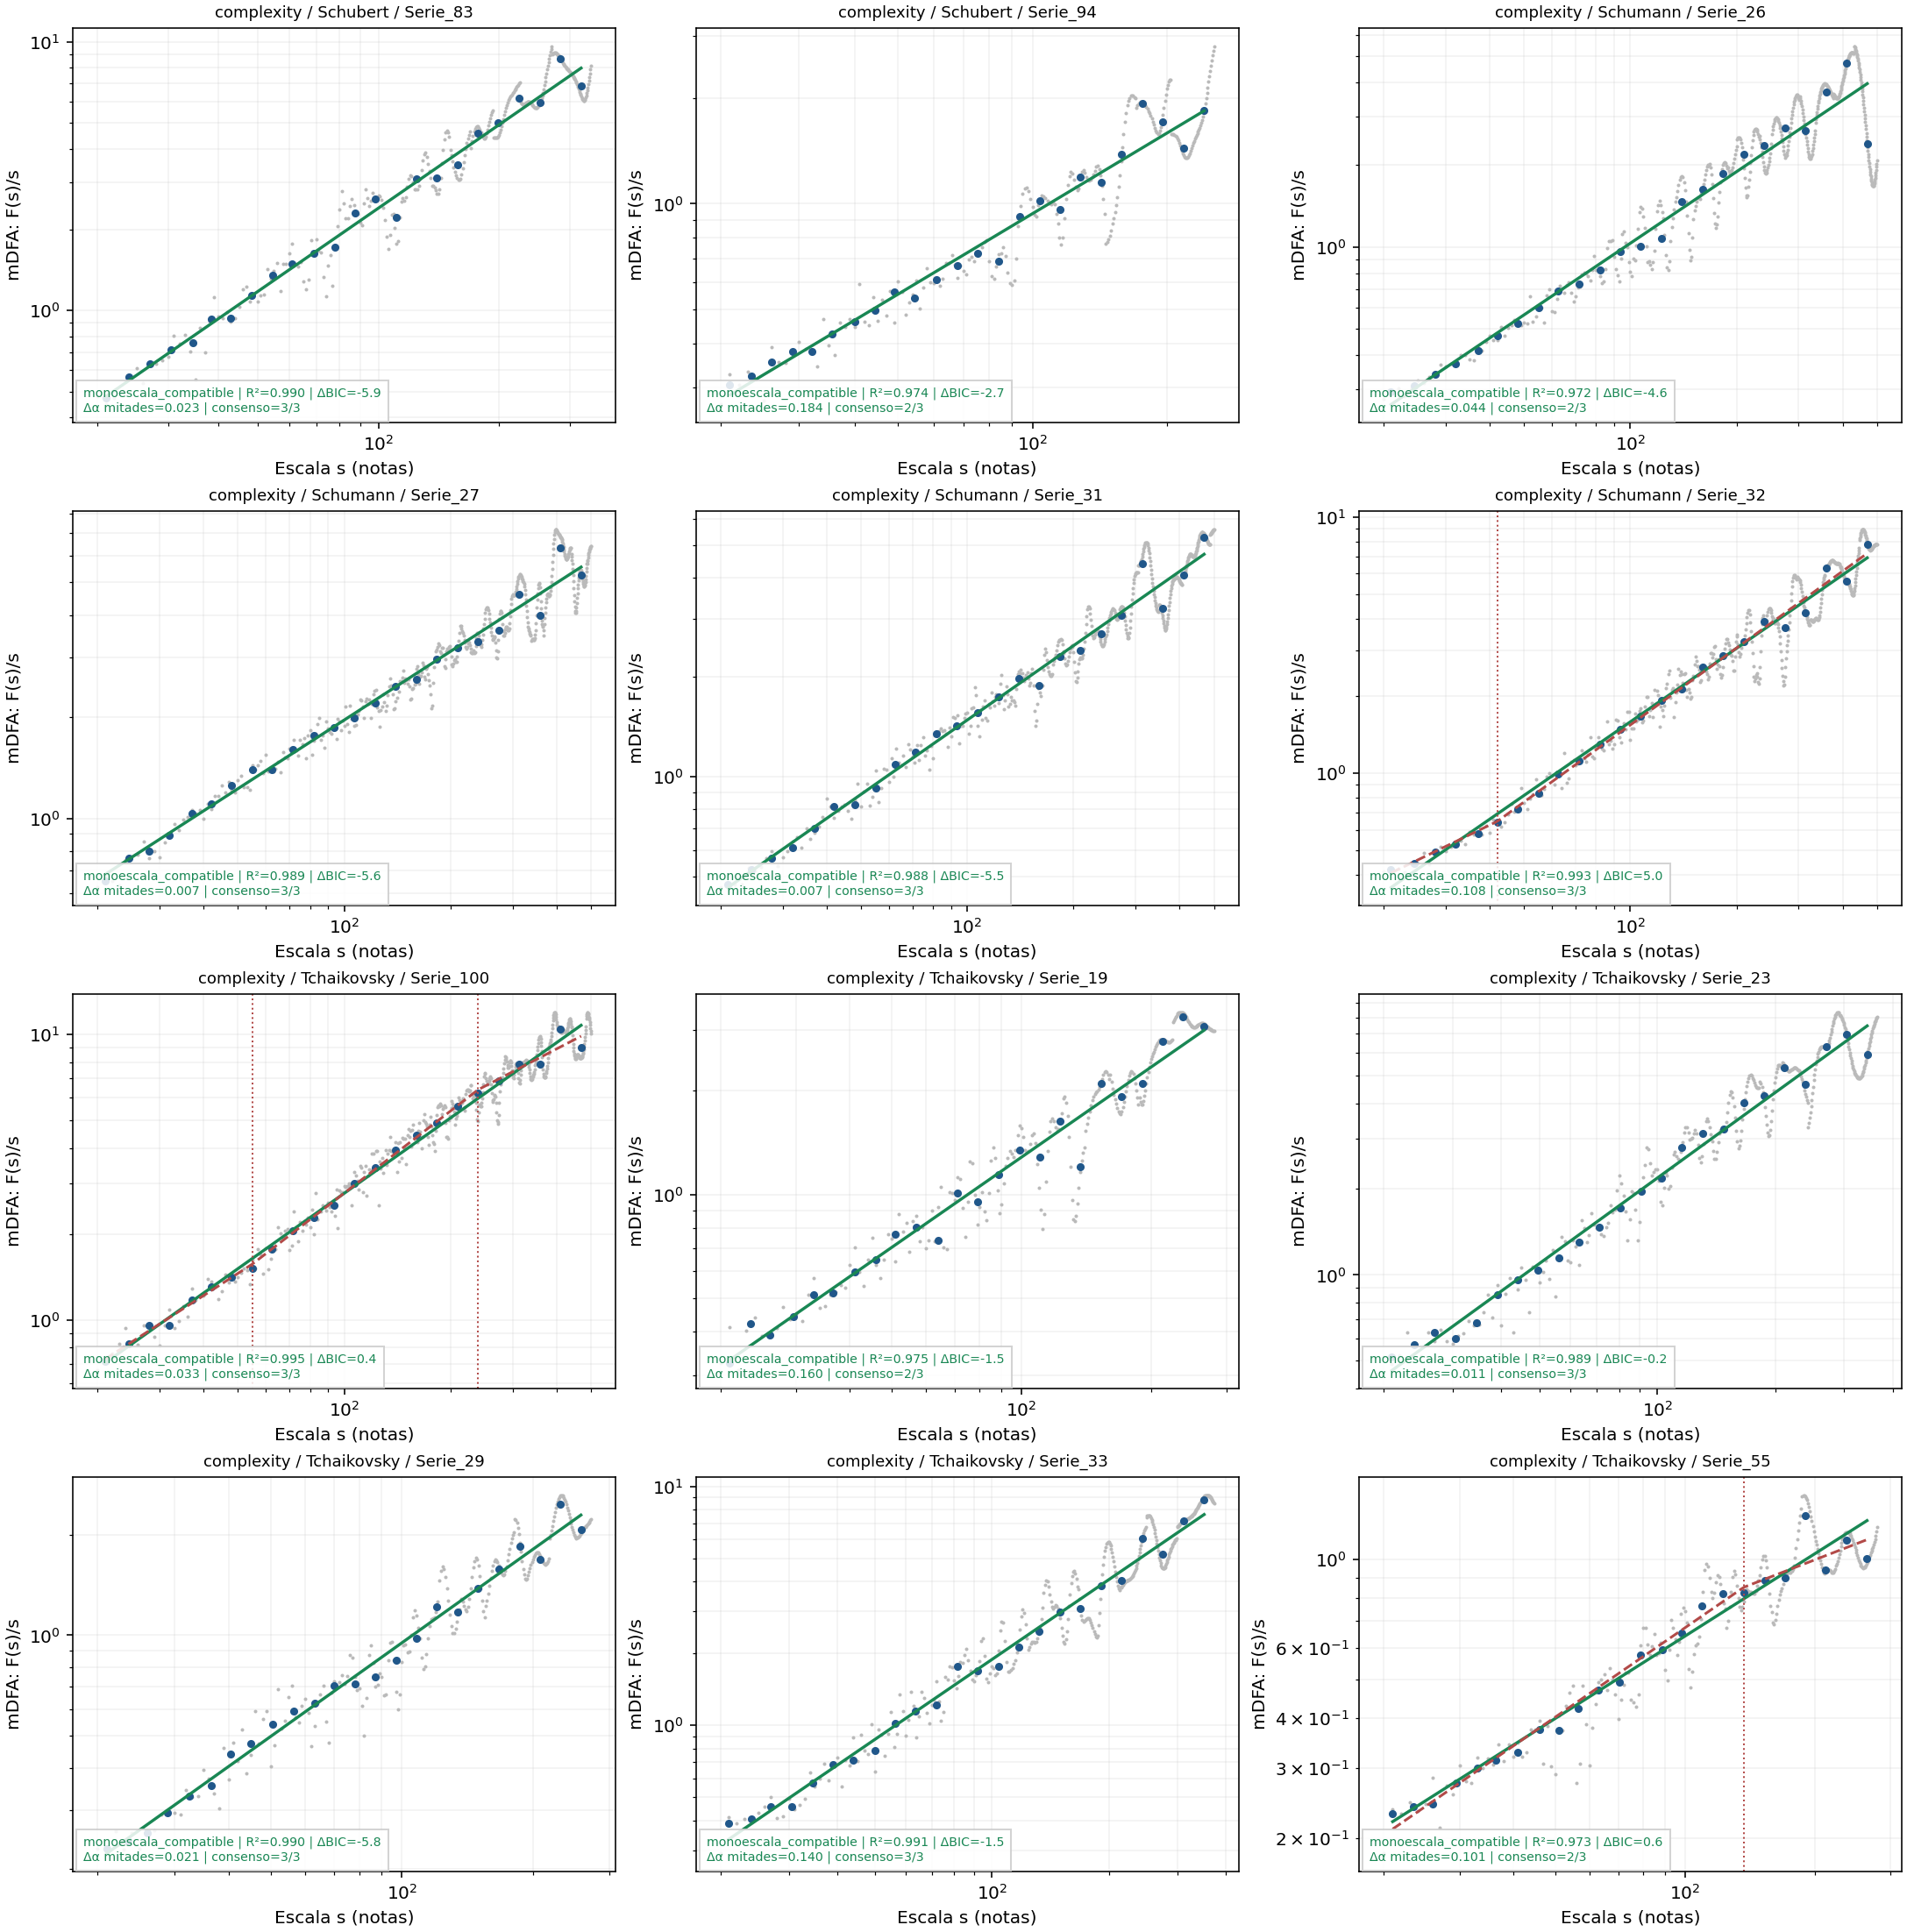 complexity / Schubert / Serie_83
mDFA: F(s)/s
10¹
10⁰
monoescala_compatible | R²=0.990 | ΔBIC=-5.9
Δα mitades=0.023 | consenso=3/3
10²
Escala s (notas)
complexity / Schubert / Serie_94
mDFA: F(s)/s
10⁰
monoescala_compatible | R²=0.974 | ΔBIC=-2.7
Δα mitades=0.184 | consenso=2/3
10²
Escala s (notas)
complexity / Schumann / Serie_26
mDFA: F(s)/s
10⁰
monoescala_compatible | R²=0.972 | ΔBIC=-4.6
Δα mitades=0.044 | consenso=2/3
10²
Escala s (notas)
complexity / Schumann / Serie_27
mDFA: F(s)/s
10⁰
monoescala_compatible | R²=0.989 | ΔBIC=-5.6
Δα mitades=0.007 | consenso=3/3
10²
Escala s (notas)
complexity / Schumann / Serie_31
mDFA: F(s)/s
10⁰
monoescala_compatible | R²=0.988 | ΔBIC=-5.5
Δα mitades=0.007 | consenso=3/3
10²
Escala s (notas)
complexity / Schumann / Serie_32
mDFA: F(s)/s
10¹
10⁰
monoescala_compatible | R²=0.993 | ΔBIC=5.0
Δα mitades=0.108 | consenso=3/3
10²
Escala s (notas)
complexity / Tchaikovsky / Serie_100
mDFA: F(s)/s
10¹
10⁰
monoescala_compatible | R²=0.995 | ΔBIC=0.4
Δα mitades=0.033 | consenso=3/3
10²
Escala s (notas)
complexity / Tchaikovsky / Serie_19
mDFA: F(s)/s
10⁰
monoescala_compatible | R²=0.975 | ΔBIC=-1.5
Δα mitades=0.160 | consenso=2/3
10²
Escala s (notas)
complexity / Tchaikovsky / Serie_23
mDFA: F(s)/s
10⁰
monoescala_compatible | R²=0.989 | ΔBIC=-0.2
Δα mitades=0.011 | consenso=3/3
10²
Escala s (notas)
complexity / Tchaikovsky / Serie_29
mDFA: F(s)/s
10⁰
monoescala_compatible | R²=0.990 | ΔBIC=-5.8
Δα mitades=0.021 | consenso=3/3
10²
Escala s (notas)
complexity / Tchaikovsky / Serie_33
mDFA: F(s)/s
10¹
10⁰
monoescala_compatible | R²=0.991 | ΔBIC=-1.5
Δα mitades=0.140 | consenso=3/3
10²
Escala s (notas)
complexity / Tchaikovsky / Serie_55
mDFA: F(s)/s
10⁰
6 × 10⁻¹
4 × 10⁻¹
3 × 10⁻¹
2 × 10⁻¹
monoescala_compatible | R²=0.973 | ΔBIC=0.6
Δα mitades=0.101 | consenso=2/3
10²
Escala s (notas)